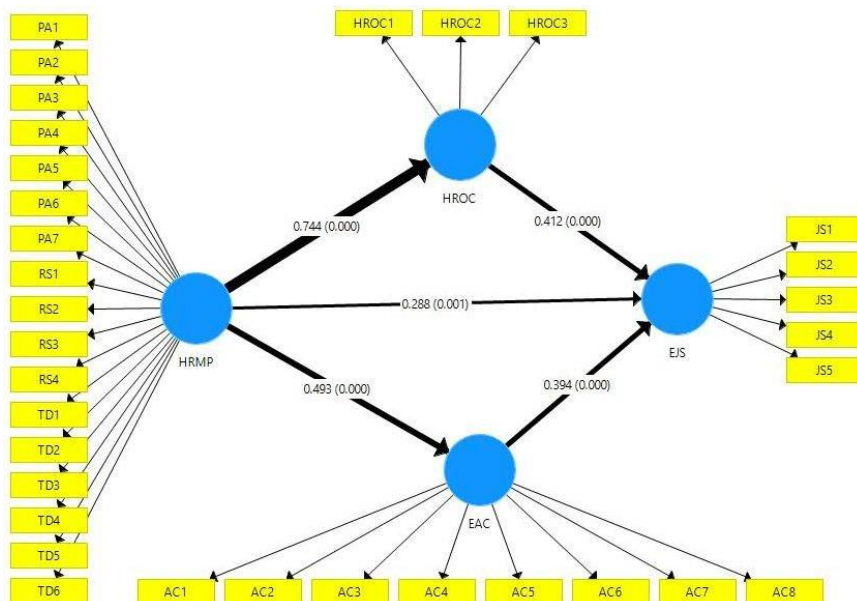 PA1
PA2
PA3
PA4
PA5
PA6
PA7
RS1
RS2
RS3
RS4
TD1
TD2
TD3
TD4
TD5
TD6
HRMP
HROC1 HROC2 HROC3
HROC
0.744 (0.000)
0.412 (0.000)
0.288 (0.001)
0.493 (0.000)
0.394 (0.000)
EJS
JS1
JS2
JS3
JS4
JS5
EAC
AC1 AC2 AC3 AC4 AC5 AC6 AC7 AC8